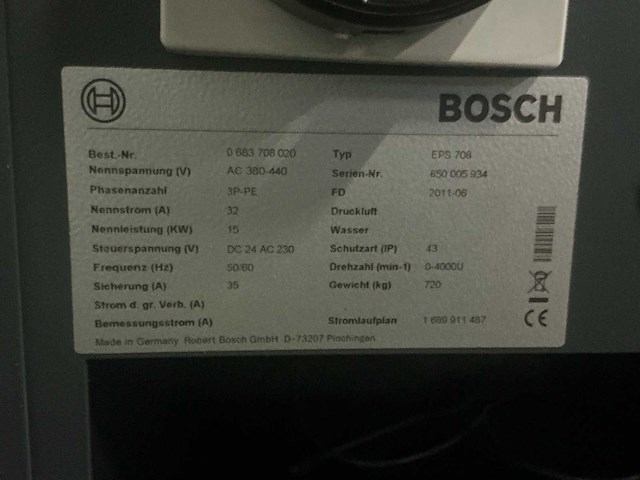 BOSCH
Best.-Nr. 0 683 708 020 Typ EPS 708
Nennspannung (V) AC 380-440 Serien-Nr. 650 005 934
Phasenanzahl 3P-PE FD 2011-06
Nennstrom (A) 32 Druckluft
Nennleistung (KW) 15 Wasser
Steuerspannung (V) DC 24 AC 230 Schutzart (IP) 43
Frequenz (Hz) 50/60 Drehzahl (min-1) 0-4000U
Sicherung (A) 35 Gewicht (kg) 720
Strom d. gr. Verb. (A)
Bemessungsstrom (A) Stromlaufplan 1 689 911 487
Made in Germany Robert Bosch GmbH D-73207 Plochingen
CE